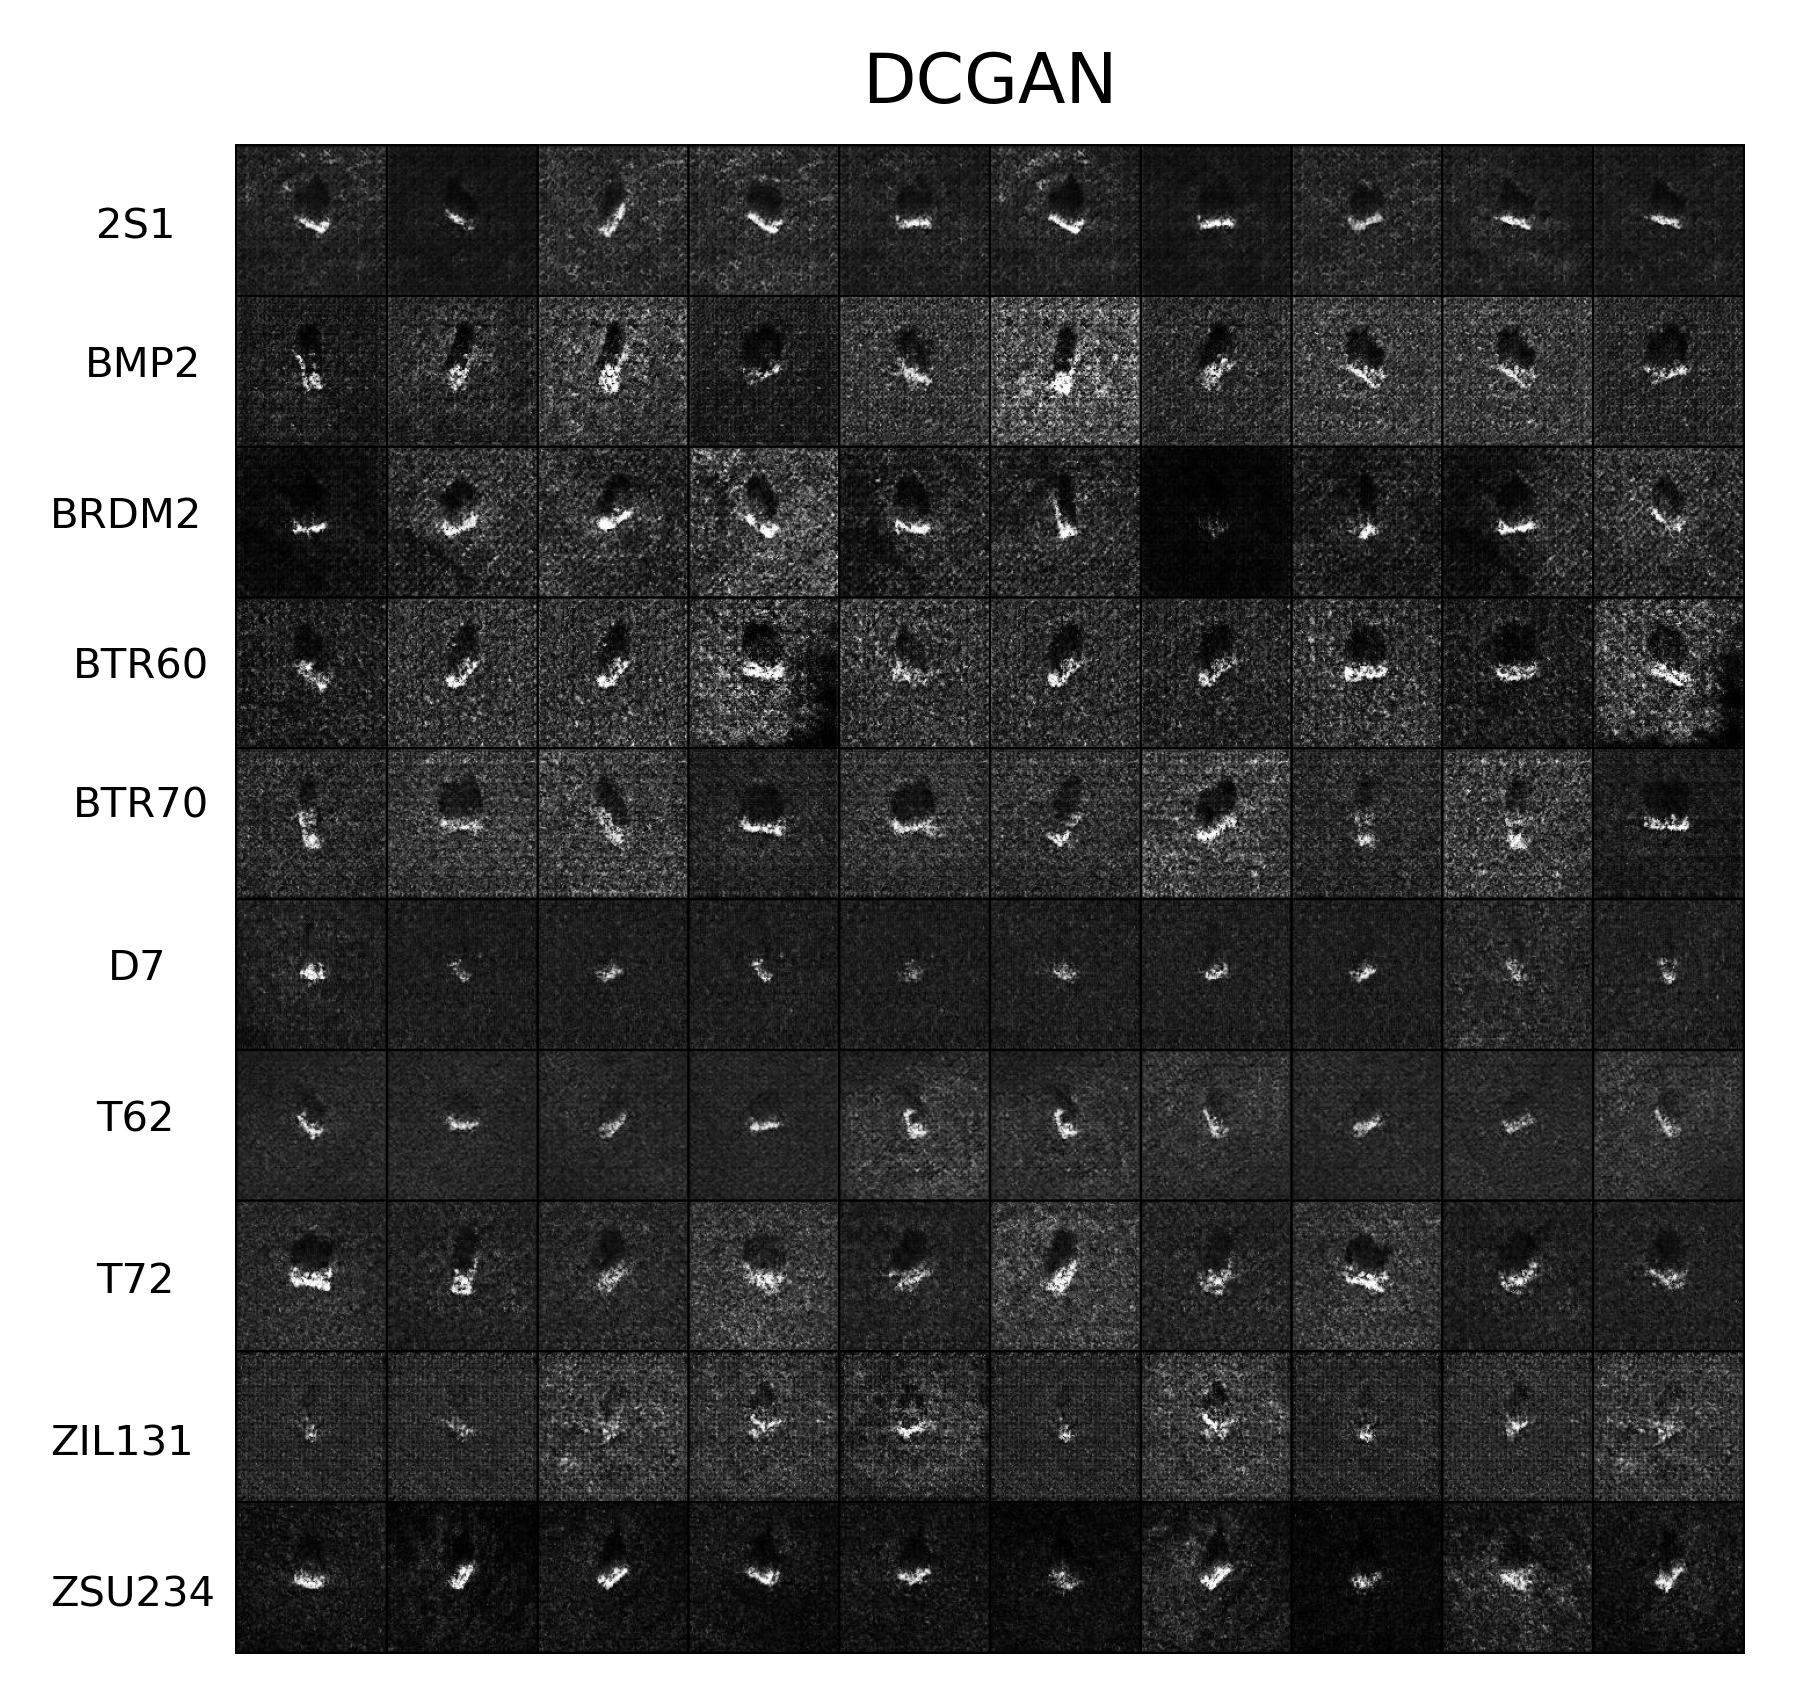 DCGAN
2S1
BMP2
BRDM2
BTR60
BTR70
D7
T62
T72
ZIL131
ZSU234